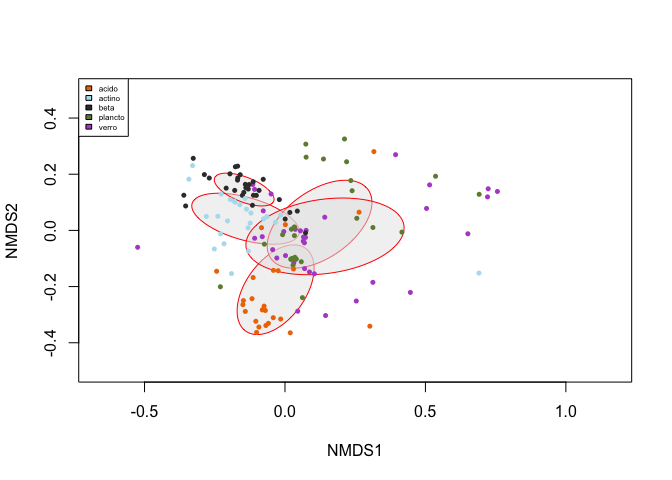 acido
actino
beta
plancto
verro
0.4
0.2
0.0
-0.2
-0.4
NMDS2
-0.5
0.0
0.5
1.0
NMDS1